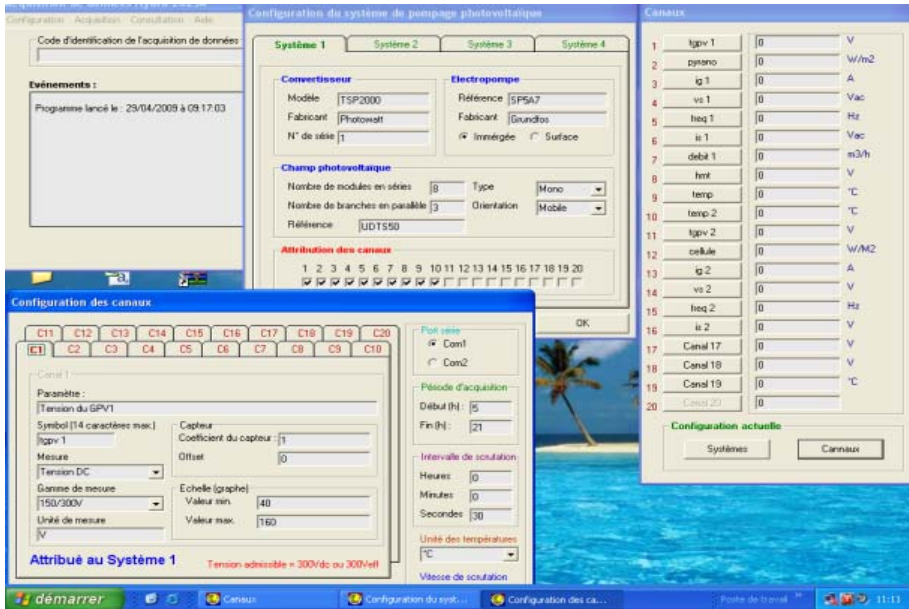 Configuration Acquisition Consultation Aide
Code d'identification de l'acquisition de données
Evénements :
Programme lancé le : 29/04/2009 à 09:17:03
Configuration du système de pompage photovoltaïque
Système 1 Système 2 Système 3 Système 4
Convertisseur
Modèle TSP2000
Fabricant Photowatt
N° de série 1
Electropompe
Référence SP5A7
Fabricant Grundfos
Immérgée Surface
Champ photovoltaïque
Nombre de modules en séries 8 Type Mono
Nombre de branches en parallèle 3 Orientation Mobile
Référence UDTS50
Attribution des canaux
1 2 3 4 5 6 7 8 9 10 11 12 13 14 15 16 17 18 19 20
OK
Canaux
1 tgpv 1 0 V
2 pyrano 0 W/m2
3 ig 1 0 A
4 vs 1 0 Vac
5 freq 1 0 Hz
6 is 1 0 Vac
7 debit 1 0 m3/h
8 hmt 0 V
9 temp 0 °C
10 temp 2 0 °C
11 tgpv 2 0 V
12 cellule 0 W/M2
13 ig 2 0 A
14 vs 2 0 V
15 freq 2 0 Hz
16 is 2 0 V
17 Canal 17 0 V
18 Canal 18 0 V
19 Canal 19 0 °C
20 Canal 20 0
Configuration actuelle
Systèmes Cannaux
Configuration des canaux
C11 C12 C13 C14 C15 C16 C17 C18 C19 C20
C1 C2 C3 C4 C5 C6 C7 C8 C9 C10
Canal 1
Paramètre :
Tension du GPV1
Symbol (14 caractères max.)
tgpv 1
Mesure
Tension DC
Gamme de mesure
150/300V
Unité de mesure
V
Capteur
Coefficient du capteur : 1
Offset 0
Echelle (graphe)
Valeur min. 40
Valeur max. 160
Attribué au Système 1
Tension admissible = 300Vdc ou 300Veff
Port série
Com1
Com2
Période d'acquisition
Début (h) : 5
Fin (h) : 21
Intervalle de scrutation
Heures 0
Minutes 0
Secondes 30
Unité des températures
°C
Vitesse de scrutation
démarrer
Canaux
Configuration du syst...
Configuration des ca...
Poste de travail
11:13